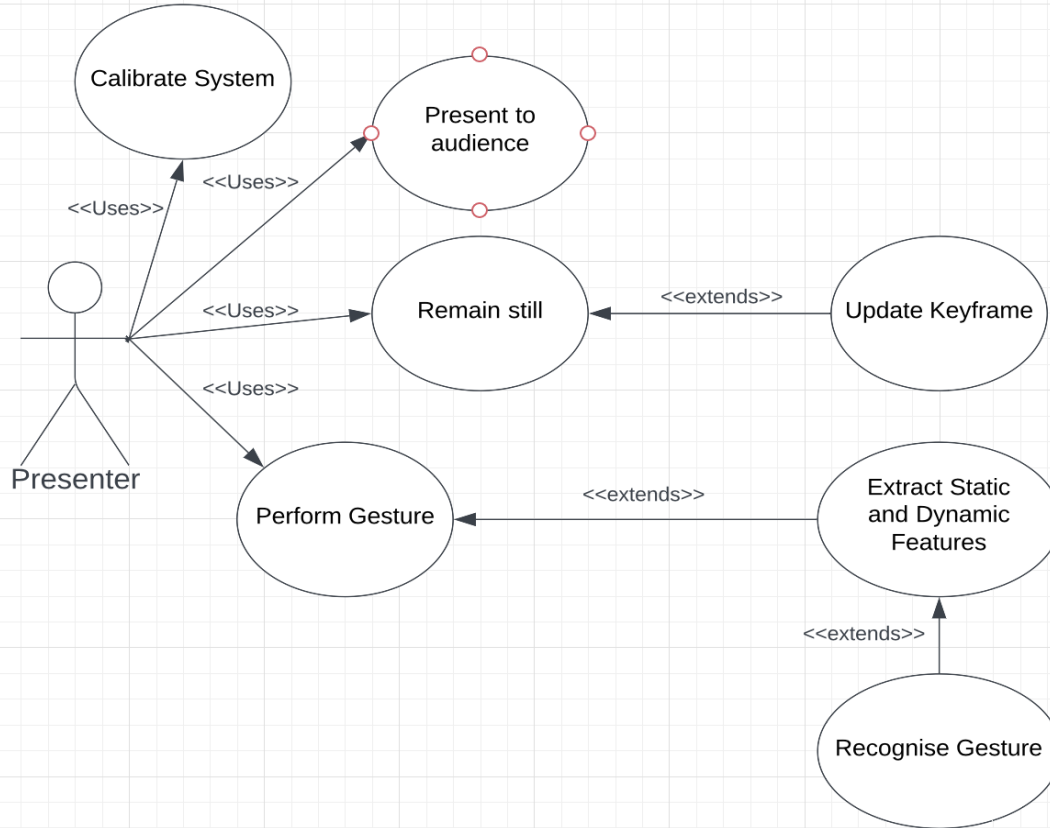 Calibrate System
Present to
audience
<<Uses>>
<<Uses>>
<<Uses>>
Remain still
<<extends>>
Update Keyframe
<<Uses>>
Presenter
Perform Gesture
<<extends>>
Extract Static
and Dynamic
Features
<<extends>>
Recognise Gesture